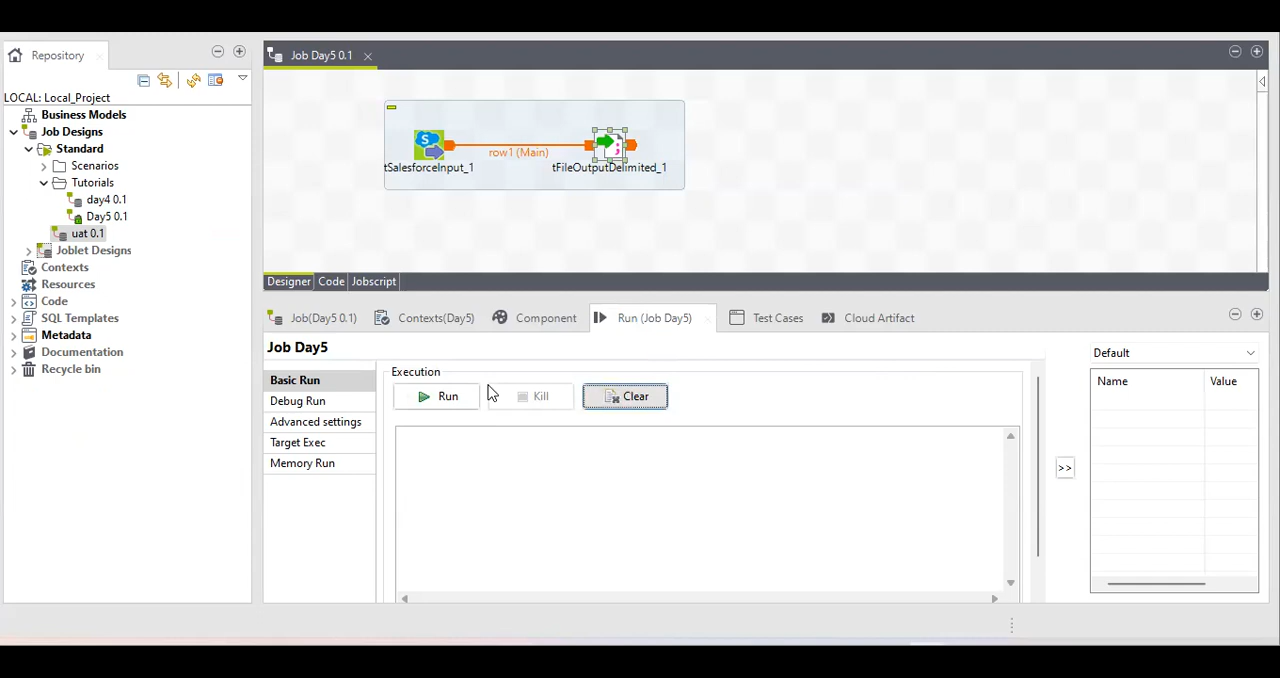 Repository
LOCAL: Local_Project
Business Models
Job Designs
Standard
Scenarios
Tutorials
day4 0.1
Day5 0.1
uat 0.1
Joblet Designs
Contexts
Resources
Code
SQL Templates
Metadata
Documentation
Recycle bin
Job Day5 0.1
row1 (Main)
tSalesforceInput_1
tFileOutputDelimited_1
Designer Code Jobscript
Job(Day5 0.1) Contexts(Day5) Component Run (Job Day5) Test Cases Cloud Artifact
Job Day5
Basic Run
Debug Run
Advanced settings
Target Exec
Memory Run
Execution
Run Kill Clear
>>
Default
Name Value